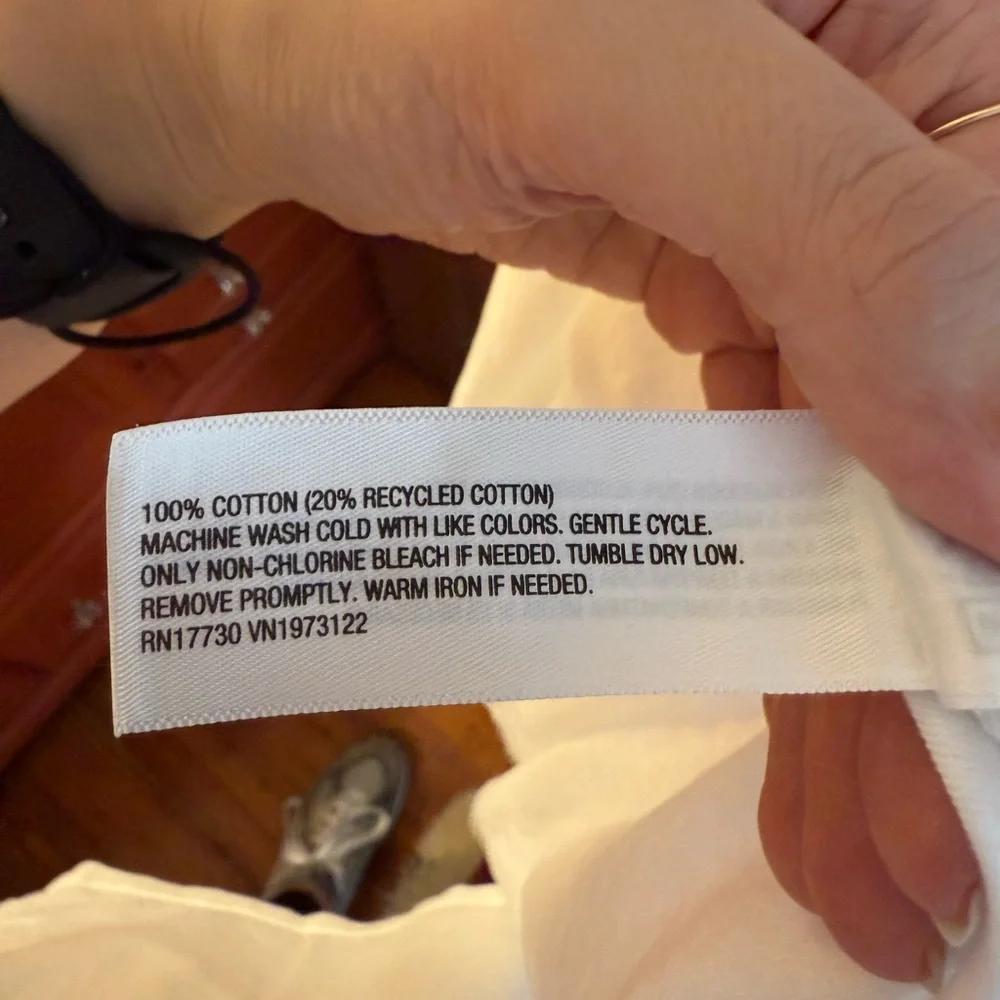 100% COTTON (20% RECYCLED COTTON)
MACHINE WASH COLD WITH LIKE COLORS. GENTLE CYCLE.
ONLY NON-CHLORINE BLEACH IF NEEDED. TUMBLE DRY LOW.
REMOVE PROMPTLY. WARM IRON IF NEEDED.
RN17730 VN1973122